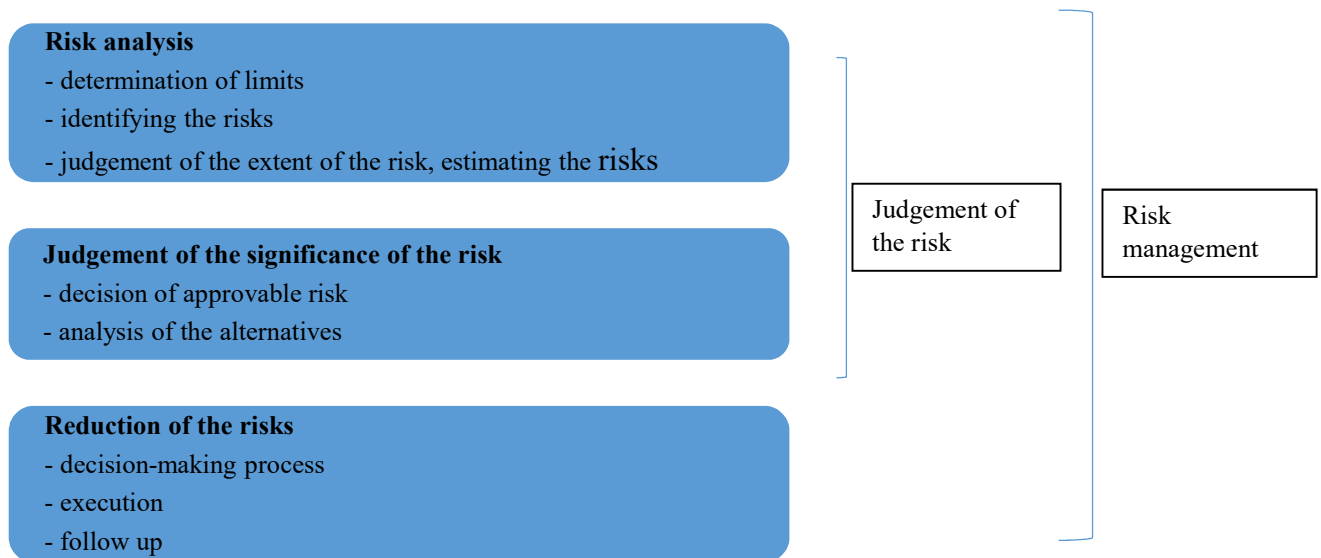 Risk analysis
- determination of limits
- identifying the risks
- judgement of the extent of the risk, estimating the risks
Judgement of the significance of the risk
- decision of approvable risk
- analysis of the alternatives
Reduction of the risks
- decision-making process
- execution
- follow up
Judgement of
the risk
Risk
management